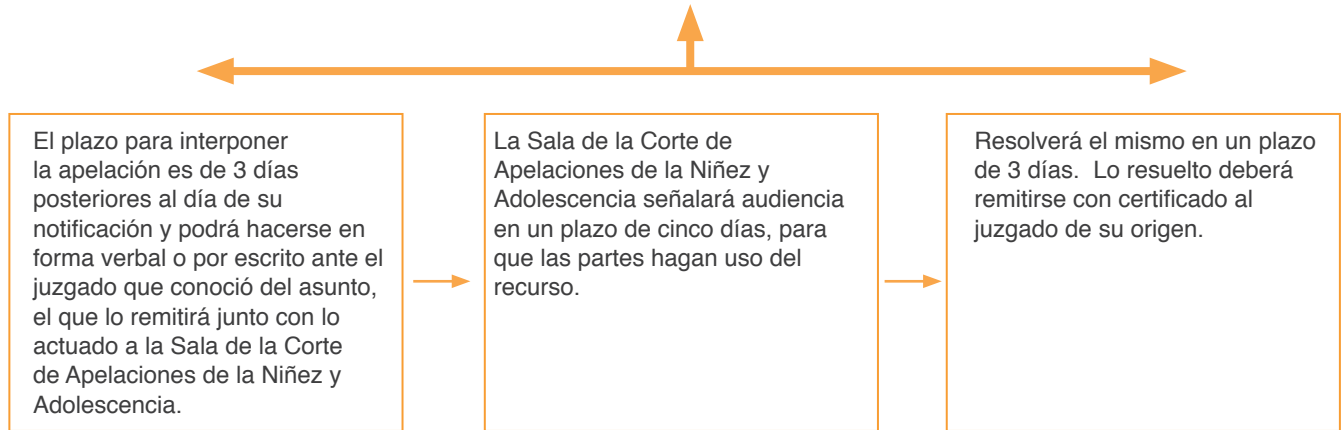 El plazo para interponer
la apelación es de 3 días
posteriores al día de su
notificación y podrá hacerse en
forma verbal o por escrito ante el
juzgado que conoció del asunto,
el que lo remitirá junto con lo
actuado a la Sala de la Corte
de Apelaciones de la Niñez y
Adolescencia.
La Sala de la Corte de
Apelaciones de la Niñez y
Adolescencia señalará audiencia
en un plazo de cinco días, para
que las partes hagan uso del
recurso.
Resolverá el mismo en un plazo
de 3 días. Lo resuelto deberá
remitirse con certificado al
juzgado de su origen.